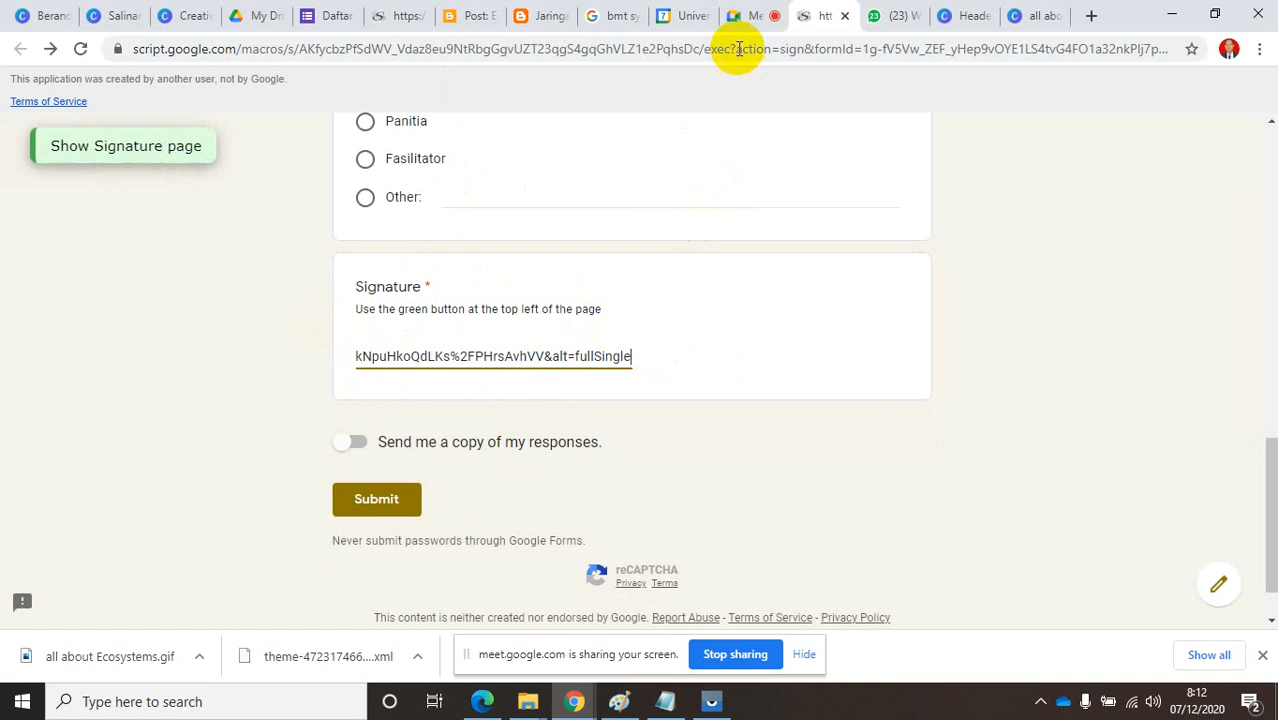 Berand
Salinar
Creativ
My Dri
Daftar
https:/
Post: E
Jaringa
bmt sy
Univer
Me
htt
(23) W
Heade
all abo
script.google.com/macros/s/AKfycbzPfSdWV_Vdaz8eu9NtRbgGgvUZT23qgS4gqGhVLZ1e2PqhsDc/exec?action=sign&formId=1g-fV5Vw_ZEF_yHep9vOYE1LS4tvG4FO1a32nkPIj7p...
This application was created by another user, not by Google.
Terms of Service
Show Signature page
Panitia
Fasilitator
Other:
Signature *
Use the green button at the top left of the page
kNpuHkoQdLKs%2FPHrsAvhVV&alt=fullSingle
Send me a copy of my responses.
Submit
Never submit passwords through Google Forms.
reCAPTCHA
Privacy Terms
This content is neither created nor endorsed by Google. Report Abuse - Terms of Service - Privacy Policy
all about Ecosystems.gif
theme-472317466....xml
meet.google.com is sharing your screen.
Stop sharing
Hide
Show all
Type here to search
8:12
07/12/2020
2